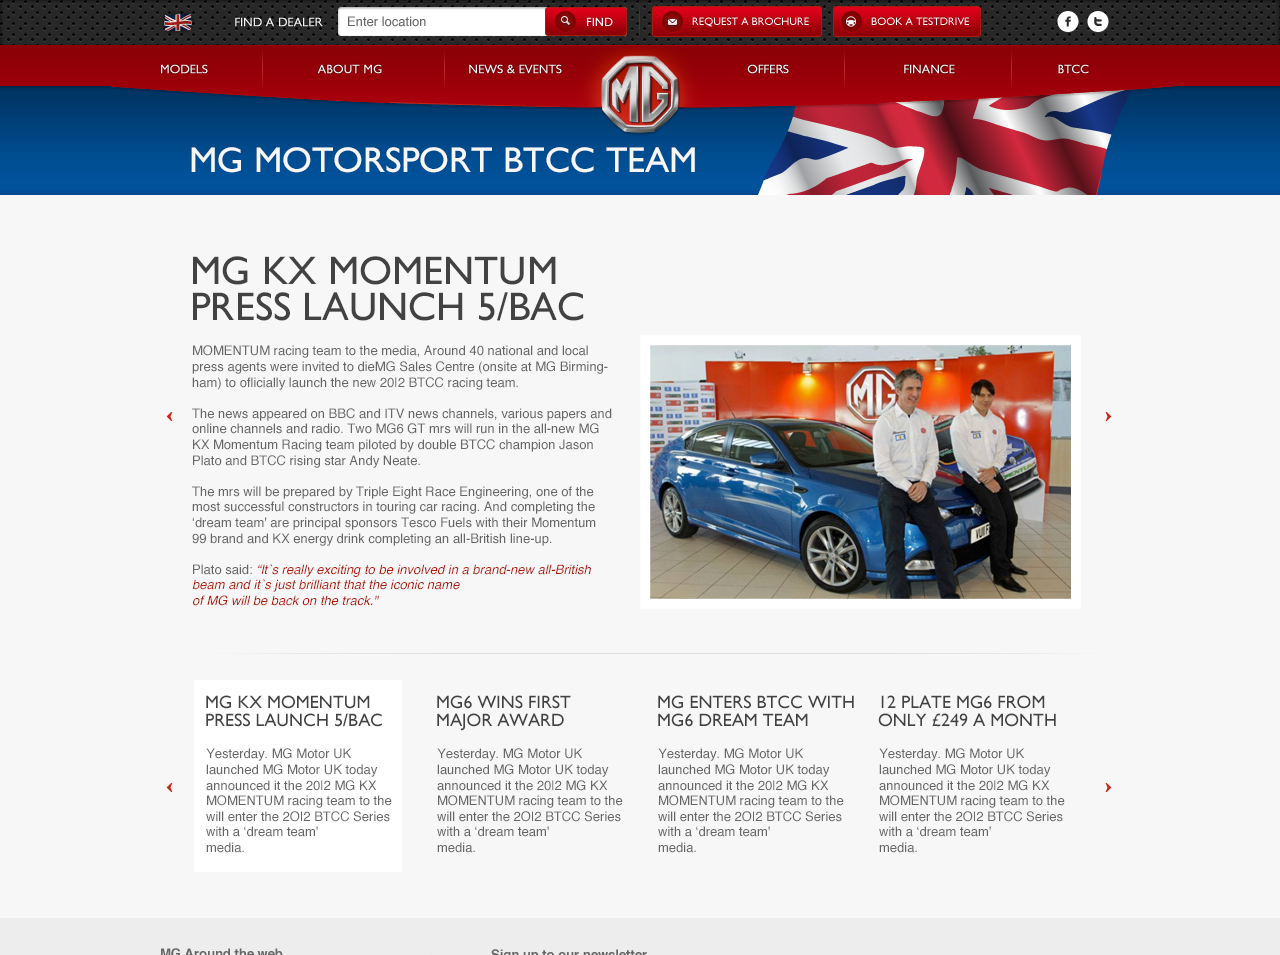 FIND A DEALER
Enter location
FIND
REQUEST A BROCHURE
BOOK A TESTDRIVE
MODELS
ABOUT MG
NEWS & EVENTS
MG
OFFERS
FINANCE
BTCC
MG MOTORSPORT BTCC TEAM
MG KX MOMENTUM
PRESS LAUNCH 5/BAC
MOMENTUM racing team to the media, Around 40 national and local
press agents were invited to dieMG Sales Centre (onsite at MG Birming-
ham) to oflicially launch the new 20l2 BTCC racing team.
The news appeared on BBC and ITV news channels, various papers and
online channels and radio. Two MG6 GT mrs will run in the all-new MG
KX Momentum Racing team piloted by double BTCC champion Jason
Plato and BTCC rising star Andy Neate.
The mrs will be prepared by Triple Eight Race Engineering, one of the
most successful constructors in touring car racing. And completing the
‘dream team’ are principal sponsors Tesco Fuels with their Momentum
99 brand and KX energy drink completing an all-British line-up.
Plato said: “It`s really exciting to be involved in a brand-new all-British
beam and it`s just brilliant that the iconic name
of MG will be back on the track.”
MG
MG KX MOMENTUM
PRESS LAUNCH 5/BAC
Yesterday. MG Motor UK
launched MG Motor UK today
announced it the 20l2 MG KX
MOMENTUM racing team to the
will enter the 2Ol2 BTCC Series
with a ‘dream team’
media.
MG6 WINS FIRST
MAJOR AWARD
Yesterday. MG Motor UK
launched MG Motor UK today
announced it the 20l2 MG KX
MOMENTUM racing team to the
will enter the 2Ol2 BTCC Series
with a ‘dream team’
media.
MG ENTERS BTCC WITH
MG6 DREAM TEAM
Yesterday. MG Motor UK
launched MG Motor UK today
announced it the 20l2 MG KX
MOMENTUM racing team to the
will enter the 2Ol2 BTCC Series
with a ‘dream team’
media.
12 PLATE MG6 FROM
ONLY £249 A MONTH
Yesterday. MG Motor UK
launched MG Motor UK today
announced it the 20l2 MG KX
MOMENTUM racing team to the
will enter the 2Ol2 BTCC Series
with a ‘dream team’
media.
MG Around the web
Sign up to our newsletter